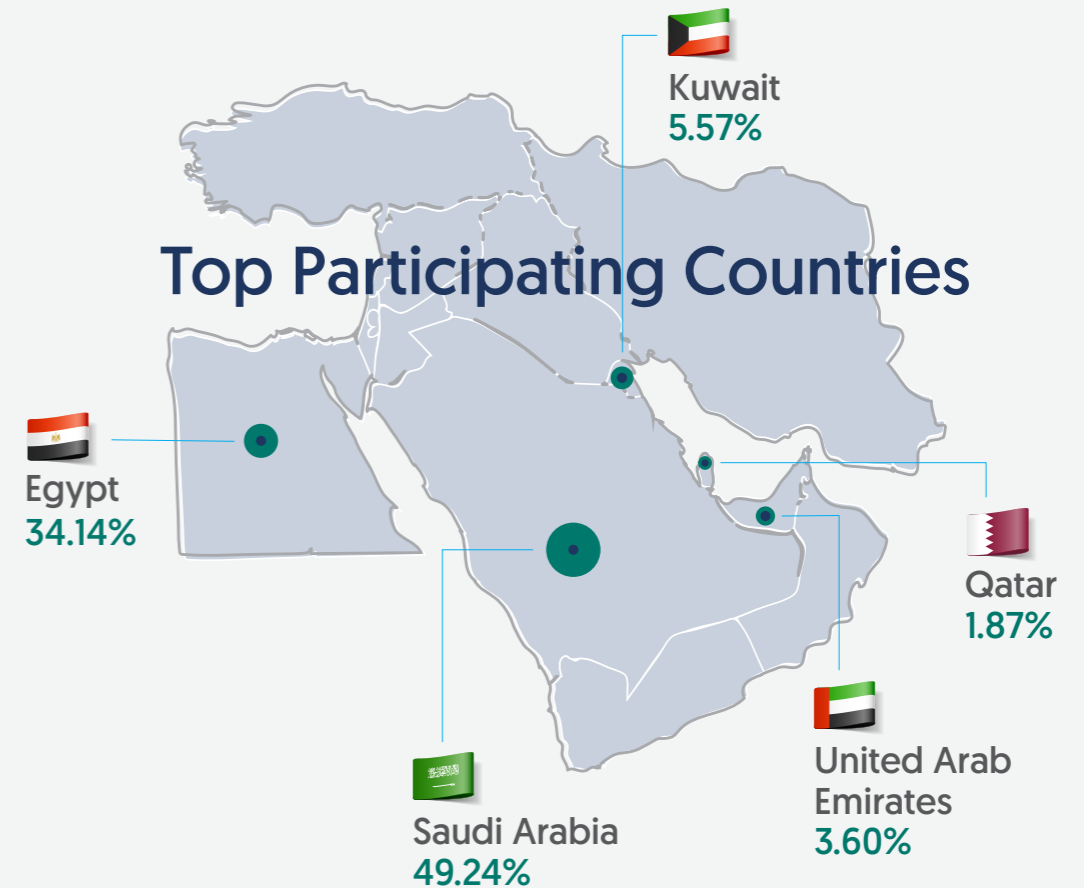 Kuwait
5.57%
Top Participating Countries
Egypt
34.14%
Qatar
1.87%
United Arab
Emirates
3.60%
Saudi Arabia
49.24%